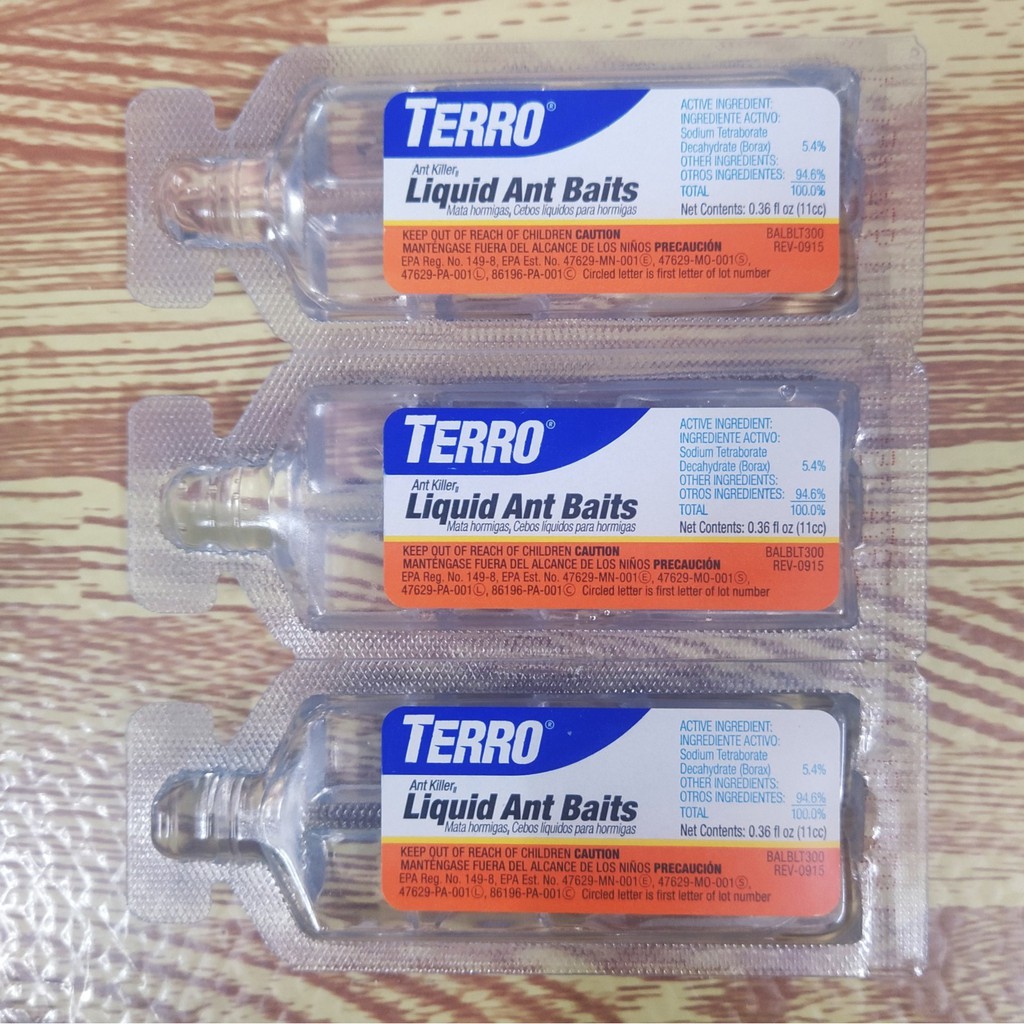 TERRO®
Ant Killer II
Liquid Ant Baits
Mata hormigas, Cebos líquidos para hormigas
ACTIVE INGREDIENT:
INGREDIENTE ACTIVO:
Sodium Tetraborate
Decahydrate (Borax) 5.4%
OTHER INGREDIENTS:
OTROS INGREDIENTES: 94.6%
TOTAL 100.0%
Net Contents: 0.36 fl oz (11cc)
KEEP OUT OF REACH OF CHILDREN CAUTION BALBLT300
MANTÉNGASE FUERA DEL ALCANCE DE LOS NIÑOS PRECAUCIÓN REV-0915
EPA Reg. No. 149-8, EPA Est. No. 47629-MN-001Ⓔ, 47629-MO-001Ⓢ,
47629-PA-001Ⓛ, 86196-PA-001Ⓒ Circled letter is first letter of lot number
TERRO®
Ant Killer II
Liquid Ant Baits
Mata hormigas, Cebos líquidos para hormigas
ACTIVE INGREDIENT:
INGREDIENTE ACTIVO:
Sodium Tetraborate
Decahydrate (Borax) 5.4%
OTHER INGREDIENTS:
OTROS INGREDIENTES: 94.6%
TOTAL 100.0%
Net Contents: 0.36 fl oz (11cc)
KEEP OUT OF REACH OF CHILDREN CAUTION BALBLT300
MANTÉNGASE FUERA DEL ALCANCE DE LOS NIÑOS PRECAUCIÓN REV-0915
EPA Reg. No. 149-8, EPA Est. No. 47629-MN-001Ⓔ, 47629-MO-001Ⓢ,
47629-PA-001Ⓛ, 86196-PA-001Ⓒ Circled letter is first letter of lot number
TERRO®
Ant Killer II
Liquid Ant Baits
Mata hormigas, Cebos líquidos para hormigas
ACTIVE INGREDIENT:
INGREDIENTE ACTIVO:
Sodium Tetraborate
Decahydrate (Borax) 5.4%
OTHER INGREDIENTS:
OTROS INGREDIENTES: 94.6%
TOTAL 100.0%
Net Contents: 0.36 fl oz (11cc)
KEEP OUT OF REACH OF CHILDREN CAUTION BALBLT300
MANTÉNGASE FUERA DEL ALCANCE DE LOS NIÑOS PRECAUCIÓN REV-0915
EPA Reg. No. 149-8, EPA Est. No. 47629-MN-001Ⓔ, 47629-MO-001Ⓢ,
47629-PA-001Ⓛ, 86196-PA-001Ⓒ Circled letter is first letter of lot number